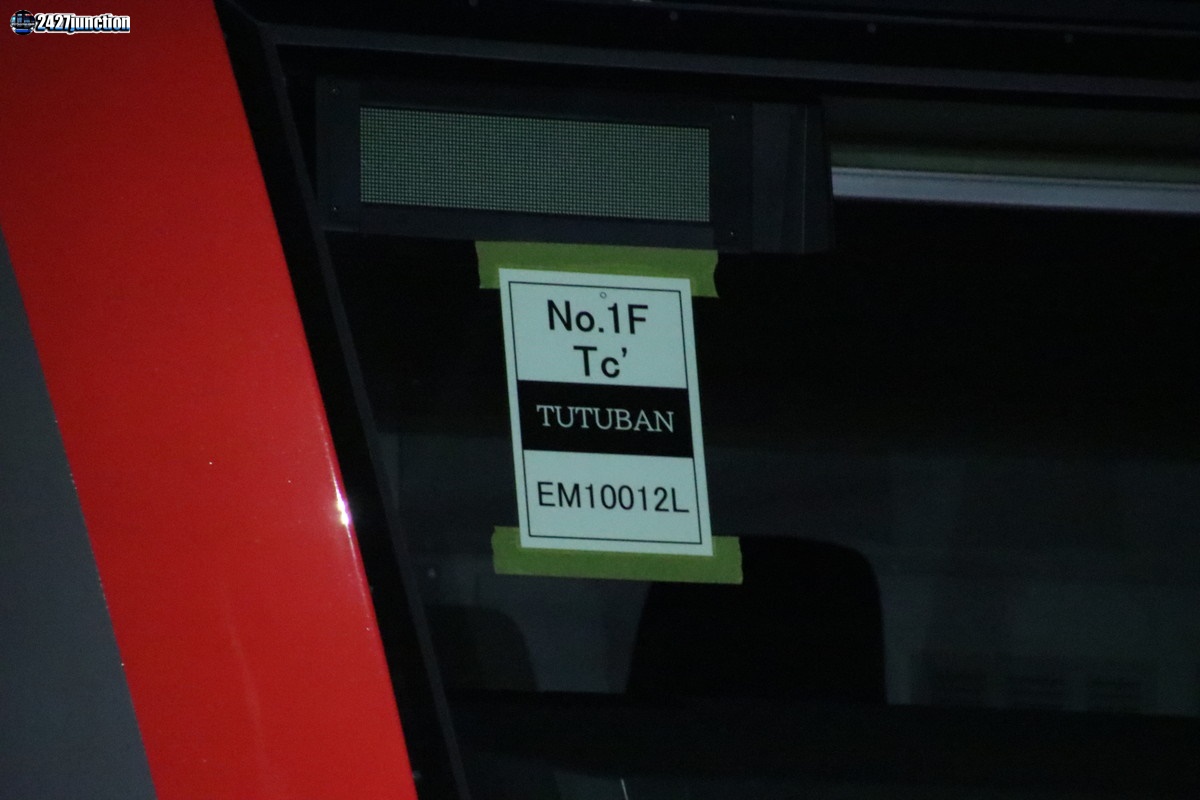 2427junction
No.1F
Tc'
TUTUBAN
EM10012L